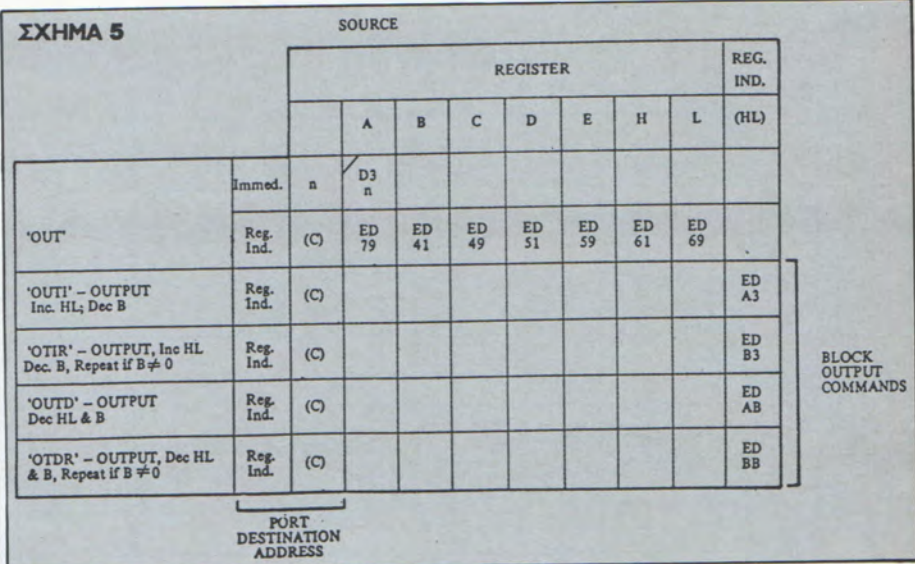 ΣΧΗΜΑ 5
SOURCE
REGISTER
REG.
IND.
A B C D E H L (HL)
Immed. n D3
n
'OUT' Reg.
Ind. (C) ED
79 ED
41 ED
49 ED
51 ED
59 ED
61 ED
69
'OUTI' – OUTPUT
Inc. HL; Dec B
Reg.
Ind. (C) ED
A3
'OTIR' – OUTPUT, Inc HL
Dec. B, Repeat if B ≠ 0
Reg.
Ind. (C) ED
B3
'OUTD' – OUTPUT
Dec HL & B
Reg.
Ind. (C) ED
AB
'OTDR' – OUTPUT, Dec HL
& B, Repeat if B ≠ 0
Reg.
Ind. (C) ED
BB
BLOCK
OUTPUT
COMMANDS
PORT
DESTINATION
ADDRESS